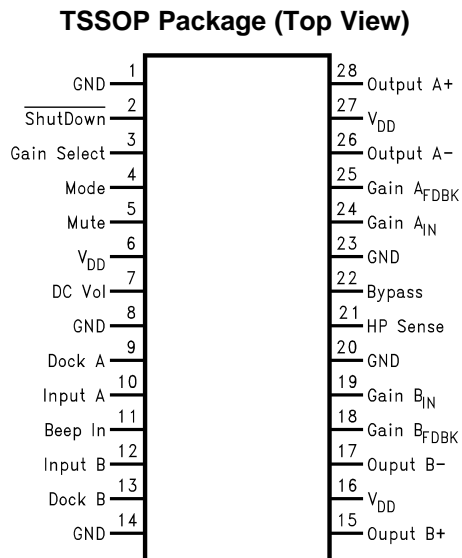 TSSOP Package (Top View)
GND 1
ShutDown 2
Gain Select 3
Mode 4
Mute 5
VDD 6
DC Vol 7
GND 8
Dock A 9
Input A 10
Beep In 11
Input B 12
Dock B 13
GND 14
28 Output A+
27 VDD
26 Output A-
25 Gain AFDBK
24 Gain AIN
23 GND
22 Bypass
21 HP Sense
20 GND
19 Gain BIN
18 Gain BFDBK
17 Ouput B-
16 VDD
15 Ouput B+